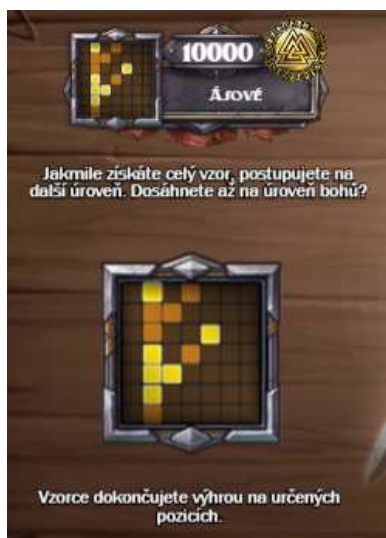 10000
Ásové
Jakmile získáte celý vzor, postupujete na
další úroveň. Dosáhnete až na úroveň bohů?
Vzorce dokončujete výhrou na určených
pozicích.